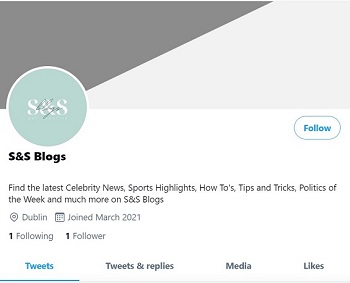 S&S
blogs
Follow
S&S Blogs
Find the latest Celebrity News, Sports Highlights, How To's, Tips and Tricks, Politics of
the Week and much more on S&S Blogs
Dublin Joined March 2021
1 Following 1 Follower
Tweets Tweets & replies Media Likes